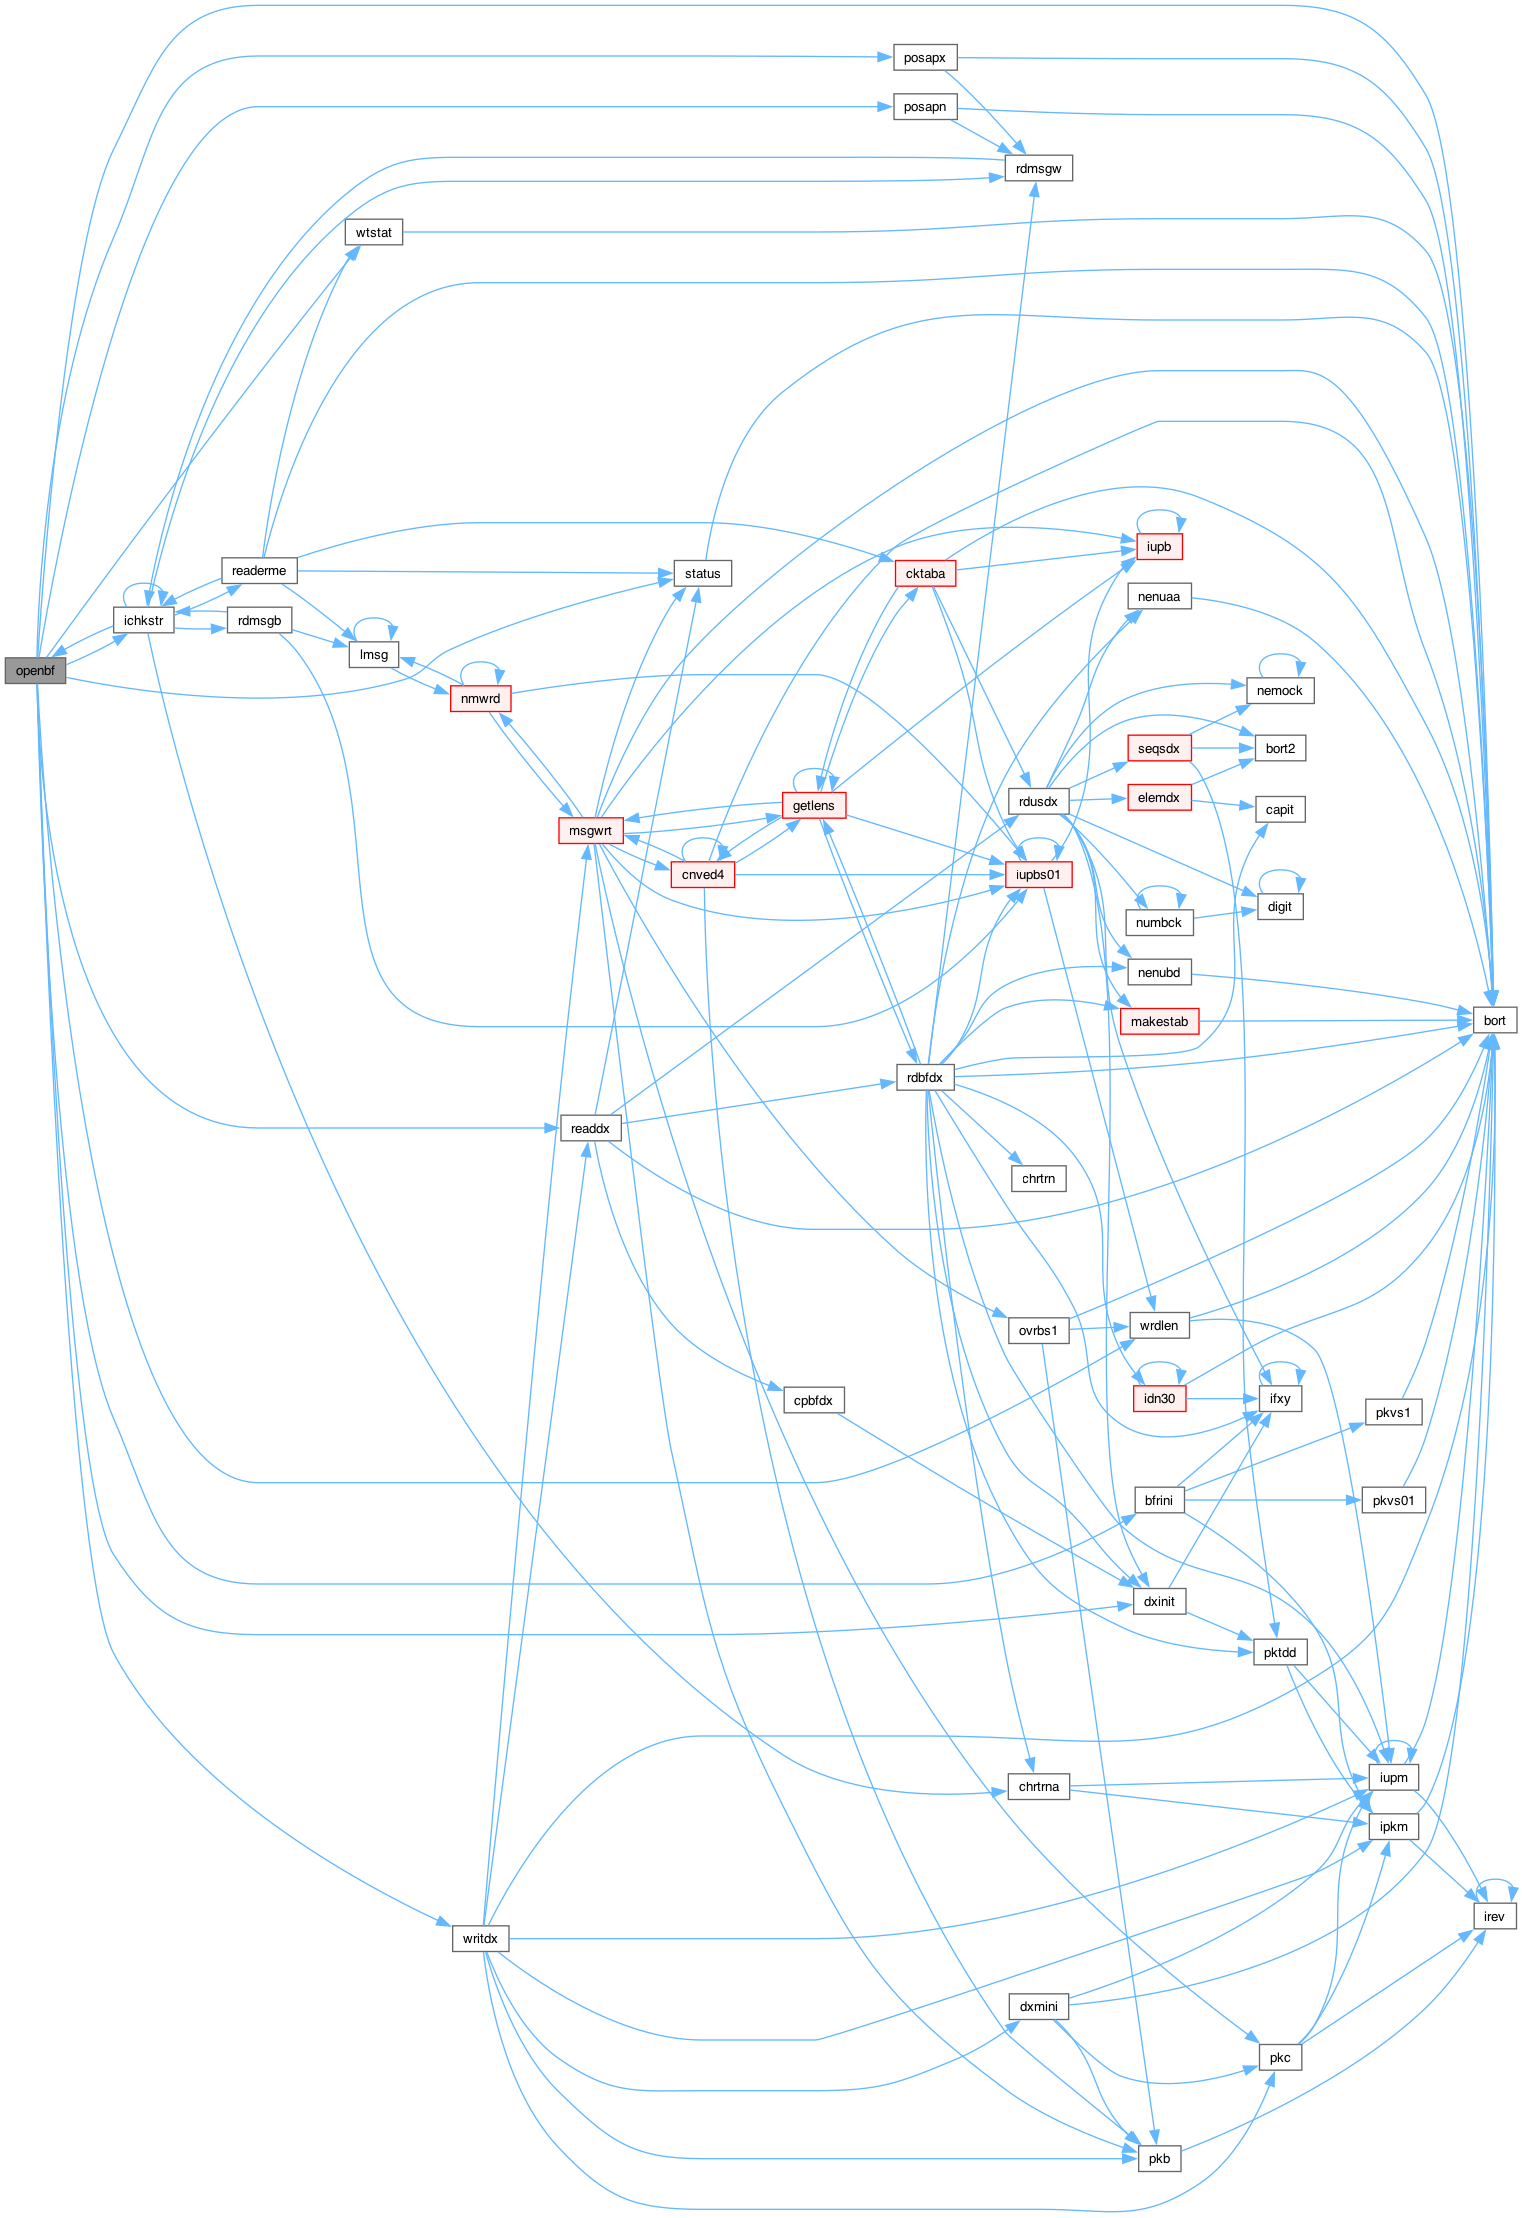 posapx
posapn
rdmsgw
wtstat
iupb
readerme
status
cktaba
nenuaa
ichkstr
rdmsgb
lmsg
openbf
nmwrd
nemock
seqsdx
bort2
rdusdx
elemdx
getlens
capit
msgwrt
cnved4
iupbs01
digit
numbck
nenubd
makestab
bort
rdbfdx
readdx
chrtrn
ovrbs1
wrdlen
cpbfdx
idn30
ifxy
pkvs1
bfrini
pkvs01
dxinit
pktdd
iupm
chrtrna
ipkm
irev
writdx
dxmini
pkc
pkb